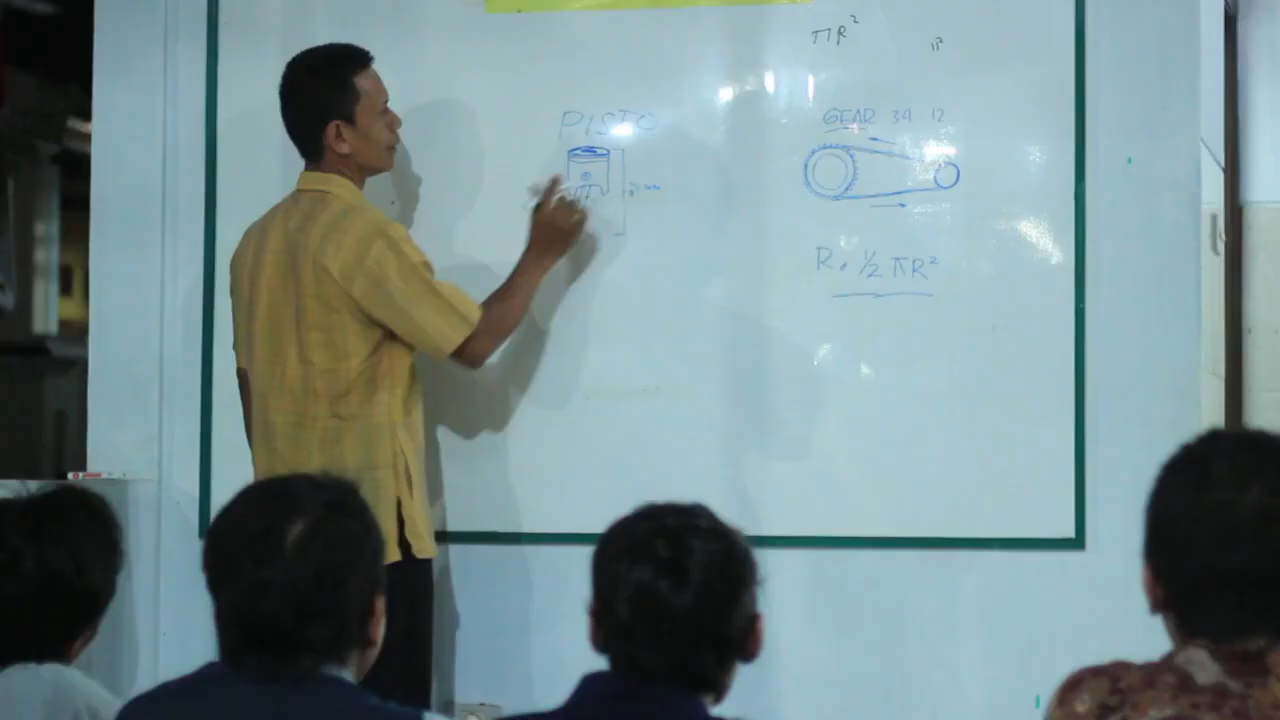 πR²
PISTO
GEAR 34 12
R. ½ πR²